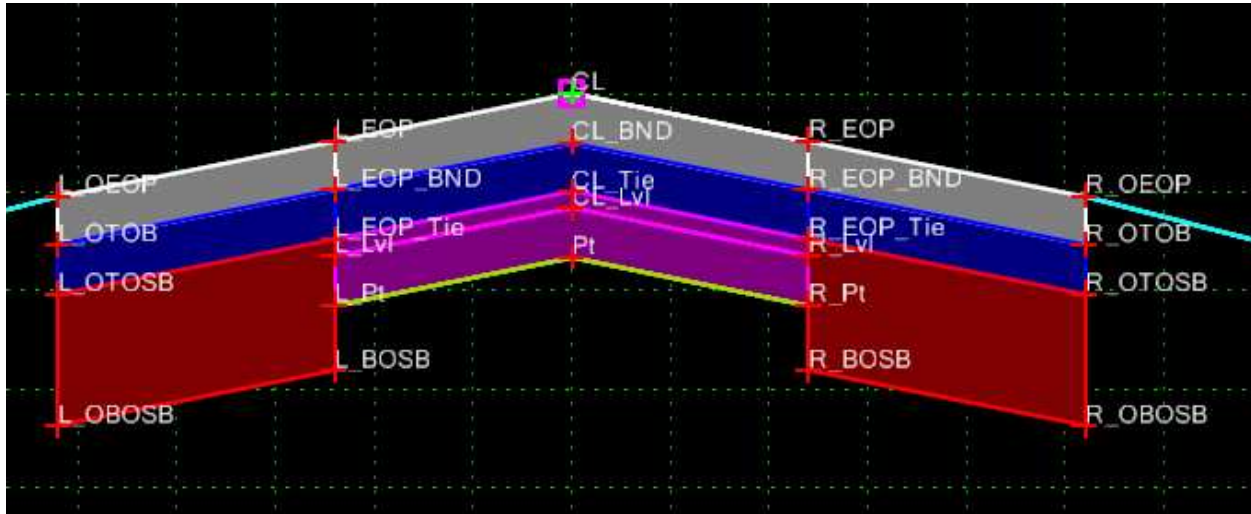 CL
L_EOP
R_EOP
CL_BND
L_OEOP
L_EOP_BND
CL_Tie
R_EOP_BND
R_OEOP
CL_Lvl
L_OTOB
L_EOP_Tie
R_EOP_Tie
R_OTOB
L_Lvl
Pt
R_Lvl
L_OTOSB
L_Pt
R_Pt
R_OTOSB
L_BOSB
R_BOSB
L_OBOSB
R_OBOSB